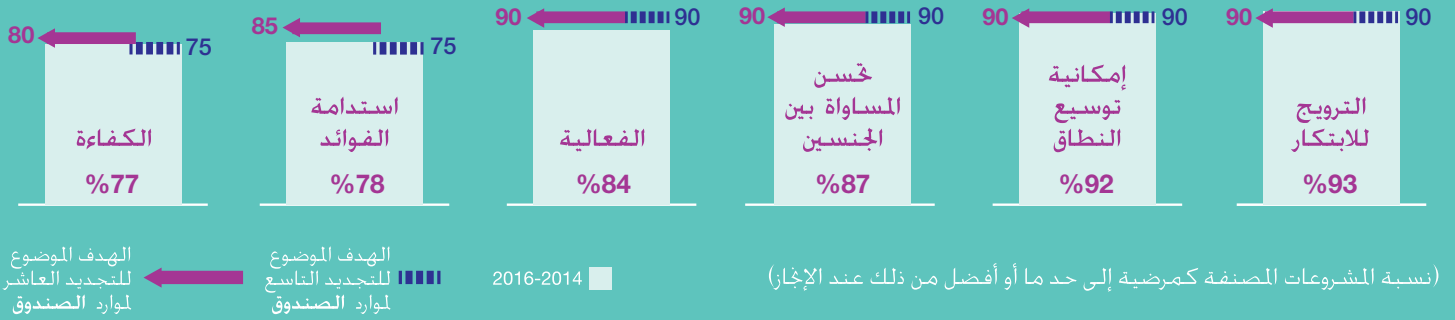 90 90
الترويج
للابتكار
%93
90 90
إمكانية
توسيع
النطاق
%92
90 90
تحسن
المساواة بين
الجنسين
%87
90 90
الفعالية
%84
75 85
استدامة
الفوائد
%78
75 80
الكفاءة
%77
(نسبة المشروعات المصنفة كمرضية إلى حد ما أو أفضل من ذلك عند الإنجاز)
2016-2014
الهدف الموضوع
للتجديد التاسع
لموارد الصندوق
الهدف الموضوع
للتجديد العاشر
لموارد الصندوق